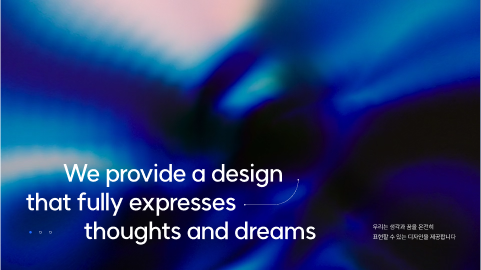 We provide a design
that fully expresses
thoughts and dreams
우리는 생각과 꿈을 온전히
표현할 수 있는 디자인을 제공합니다